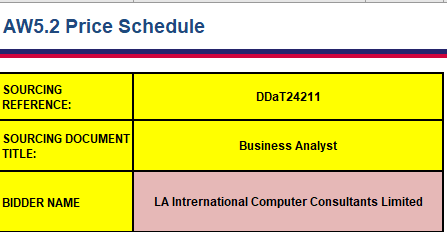 AW5.2 Price Schedule
SOURCING
REFERENCE:
DDaT24211
SOURCING DOCUMENT
TITLE:
Business Analyst
BIDDER NAME
LA Intrernational Computer Consultants Limited